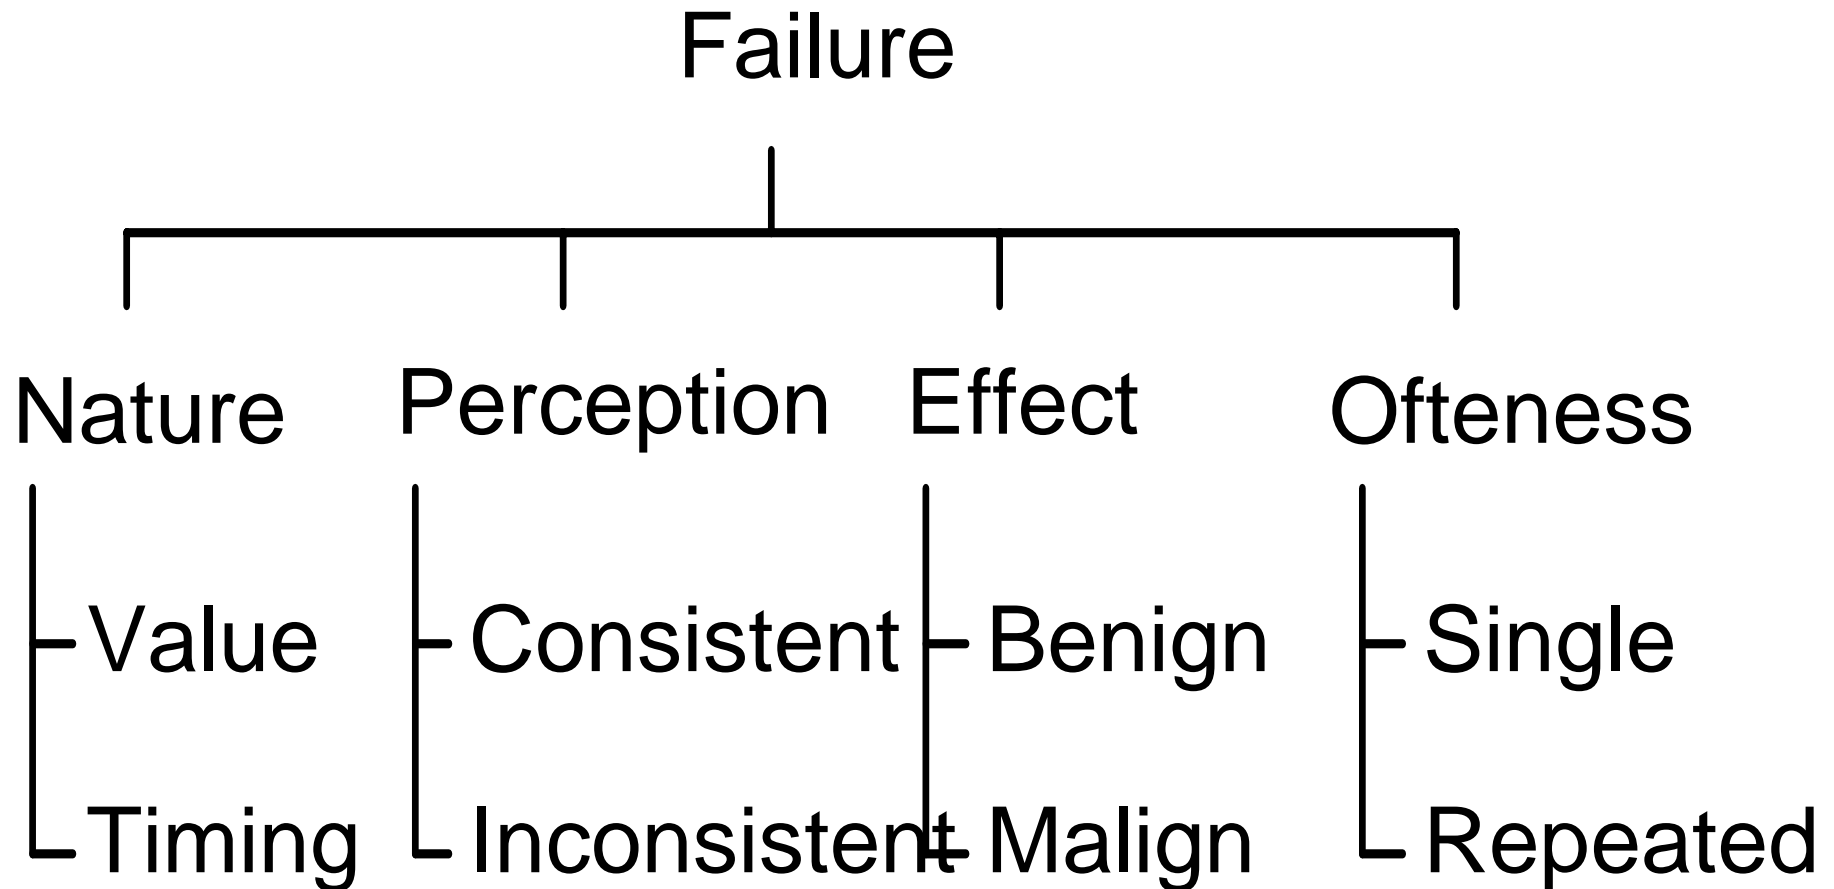 Failure
Nature
Perception
Effect
Ofteness
Value
Consistent
Benign
Single
Timing
Inconsistent
Malign
Repeated